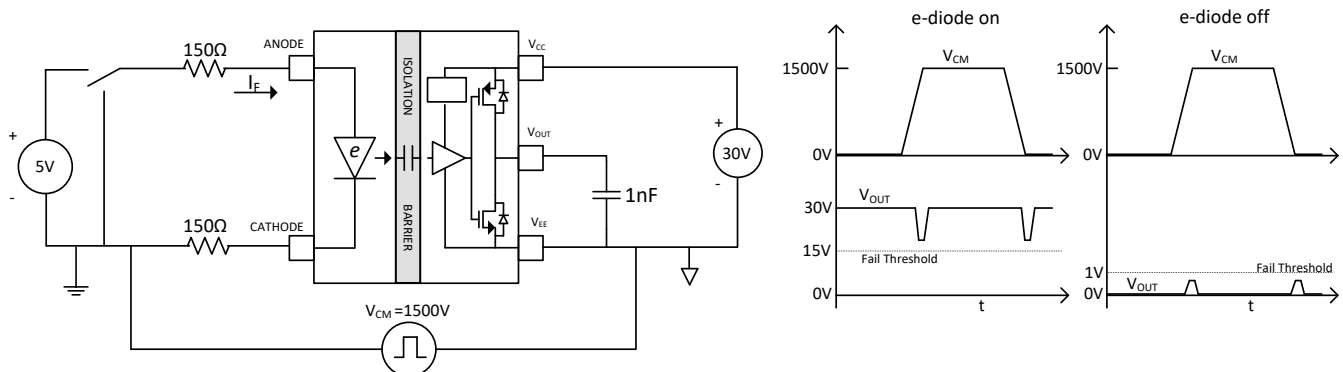 150Ω
ANODE
I_F
+
5V
-
150Ω
CATHODE
e
ISOLATION
BARRIER
V_CC
V_OUT
V_EE
1nF
+
30V
-
V_CM =1500V
e-diode on
1500V
V_CM
0V
V_OUT
30V
15V
Fail Threshold
0V
t
e-diode off
1500V
V_CM
0V
1V
Fail Threshold
V_OUT
0V
t